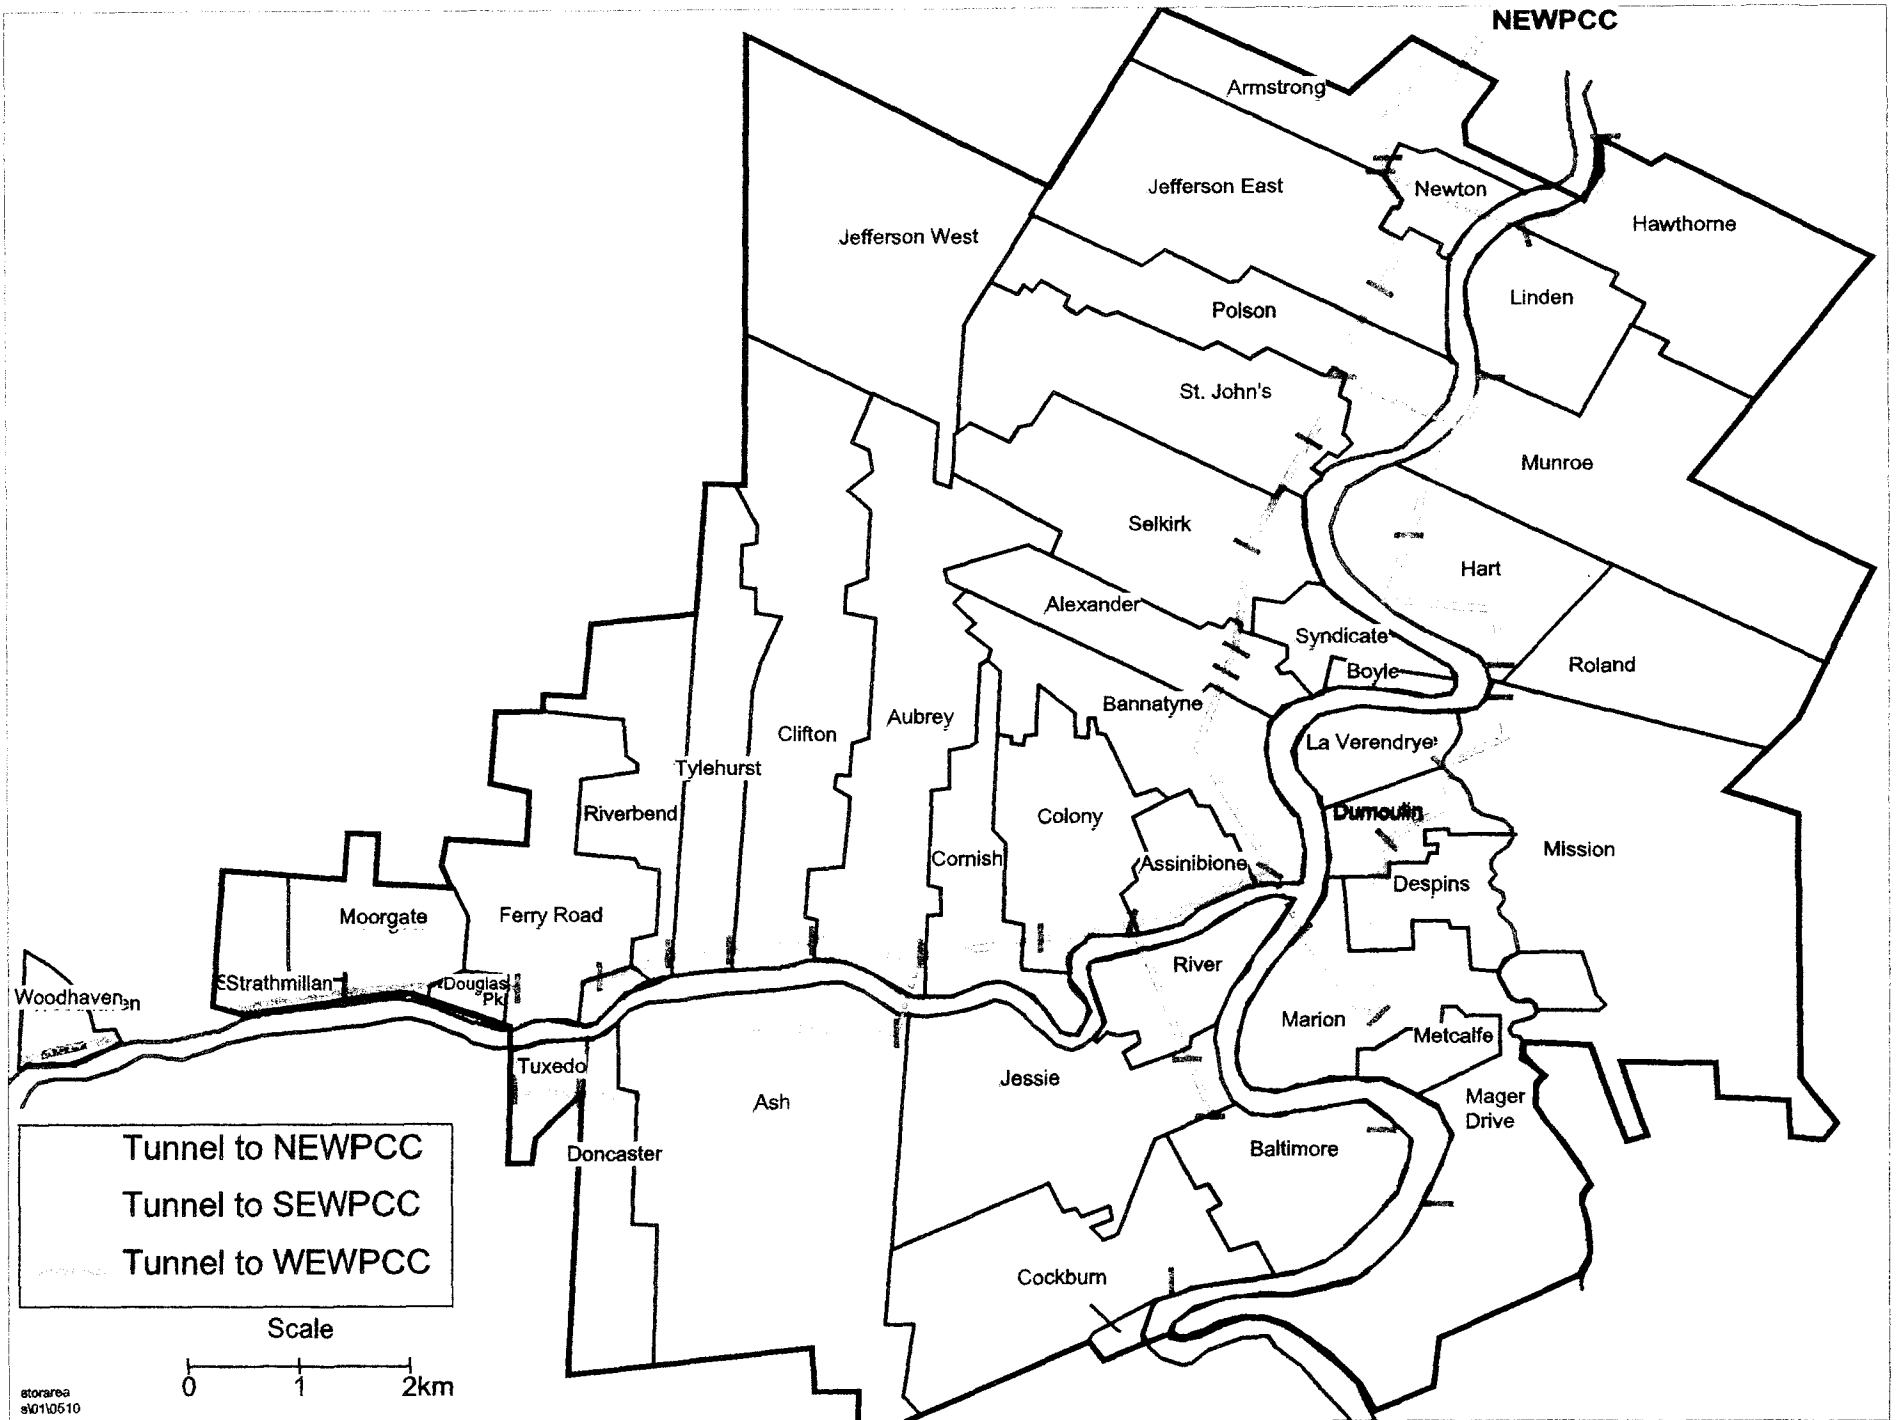 NEWPCC
Armstrong
Jefferson East
Newton
Hawthorne
Jefferson West
Linden
Polson
St. John's
Munroe
Selkirk
Hart
Alexander
Syndicate
Boyle
Roland
Bannatyne
Aubrey
Clifton
La Verendrye
Tylehurst
Riverbend
Colony
Dumoulin
Mission
Cornish
Assinibione
Despins
Moorgate
Ferry Road
River
Strathmillan
Douglas
Pk
Woodhaven
Marion
Metcalfe
Tuxedo
Jessie
Ash
Mager
Drive
Baltimore
Doncaster
Cockburn
Tunnel to NEWPCC
Tunnel to SEWPCC
Tunnel to WEWPCC
Scale
0 1 2km
storarea
s\01\0510